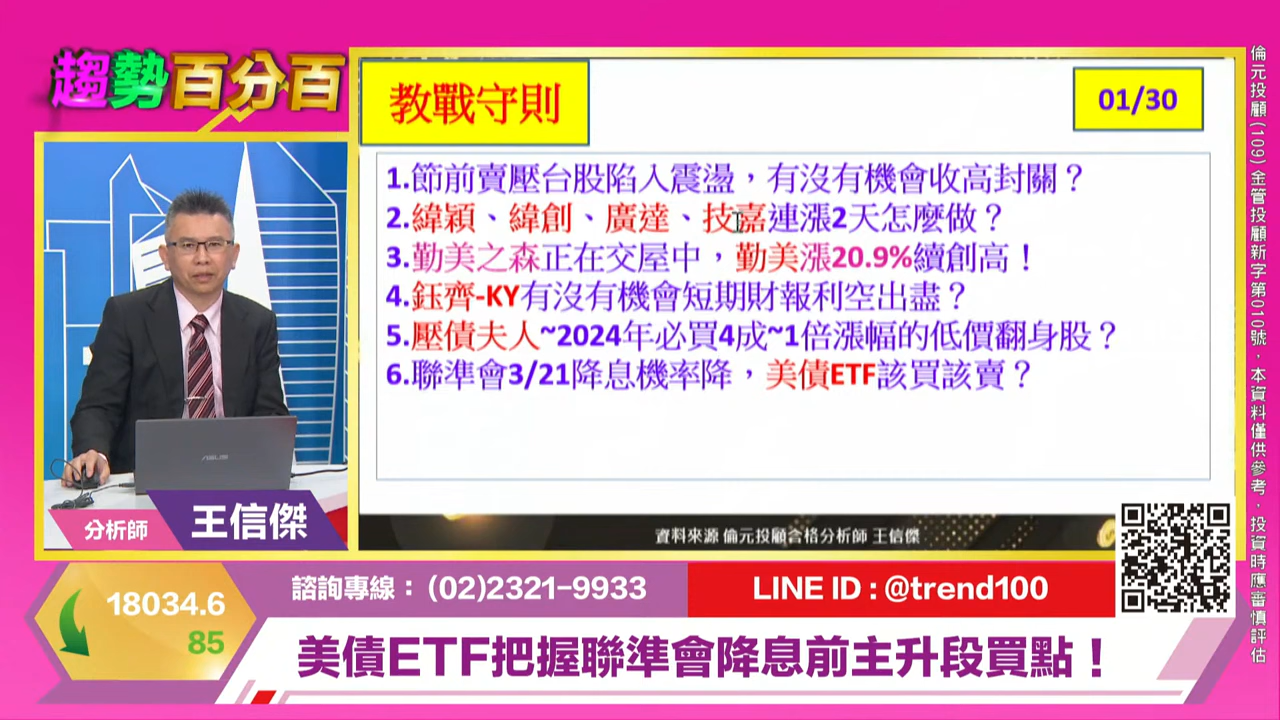 趨勢百分百
教戰守則
01/30
1.節前賣壓台股陷入震盪，有沒有機會收高封關？
2.緯穎、緯創、廣達、技嘉連漲2天怎麼做？
3.勤美之森正在交屋中，勤美漲20.9%續創高！
4.鈺齊-KY有沒有機會短期財報利空出盡？
5.壓債夫人~2024年必買4成~1倍漲幅的低價翻身股？
6.聯準會3/21降息機率降，美債ETF該買該賣？
ASUS
分析師 王信傑
資料來源 倫元投顧合格分析師 王信傑
倫元投顧(109)金管投顧新字第010號．本資料僅供參考．投資時應審慎評估
18034.6
85
諮詢專線：(02)2321-9933
LINE ID : @trend100
美債ETF把握聯準會降息前主升段買點！